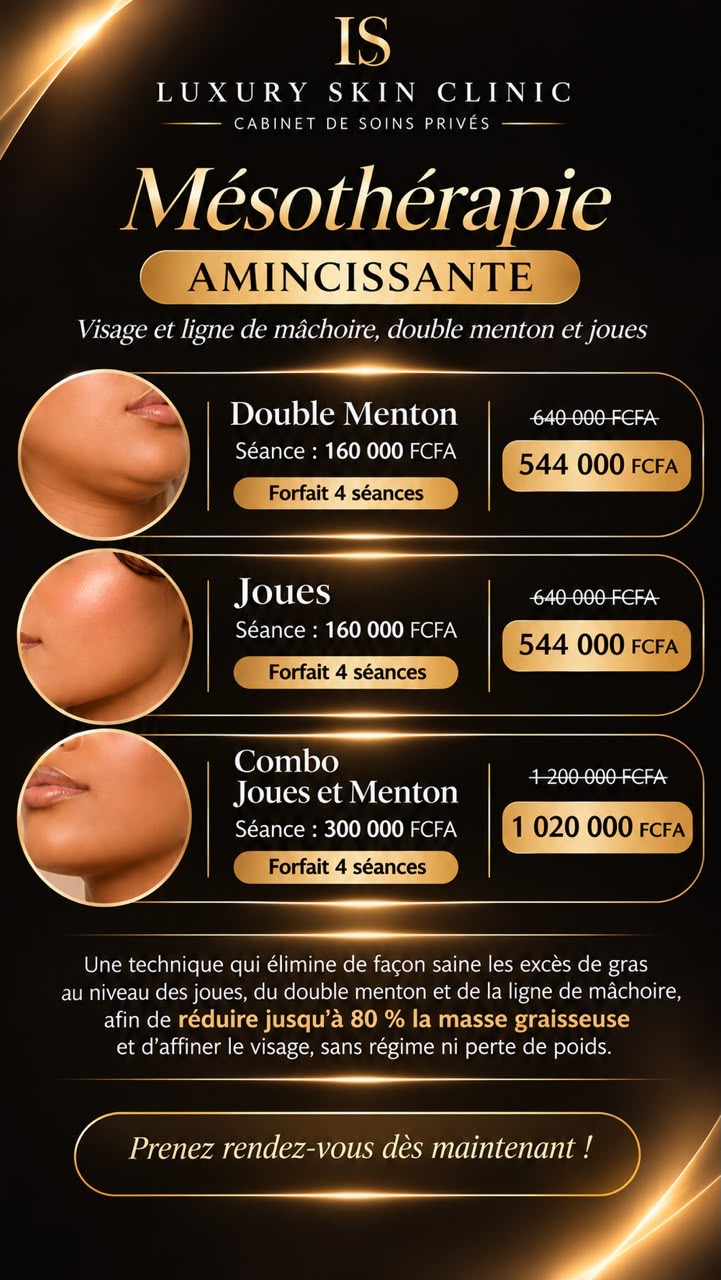 IS
LUXURY SKIN CLINIC
CABINET DE SOINS PRIVÉS
Mésothérapie
AMINCISSANTE
Visage et ligne de mâchoire, double menton et joues
Double Menton
Séance : 160 000 FCFA
Forfait 4 séances
640 000 FCFA
544 000 FCFA
Joues
Séance : 160 000 FCFA
Forfait 4 séances
640 000 FCFA
544 000 FCFA
Combo
Joues et Menton
Séance : 300 000 FCFA
Forfait 4 séances
1 200 000 FCFA
1 020 000 FCFA
Une technique qui élimine de façon saine les excès de gras
au niveau des joues, du double menton et de la ligne de mâchoire,
afin de réduire jusqu'à 80 % la masse graisseuse
et d'affiner le visage, sans régime ni perte de poids.
Prenez rendez-vous dès maintenant !